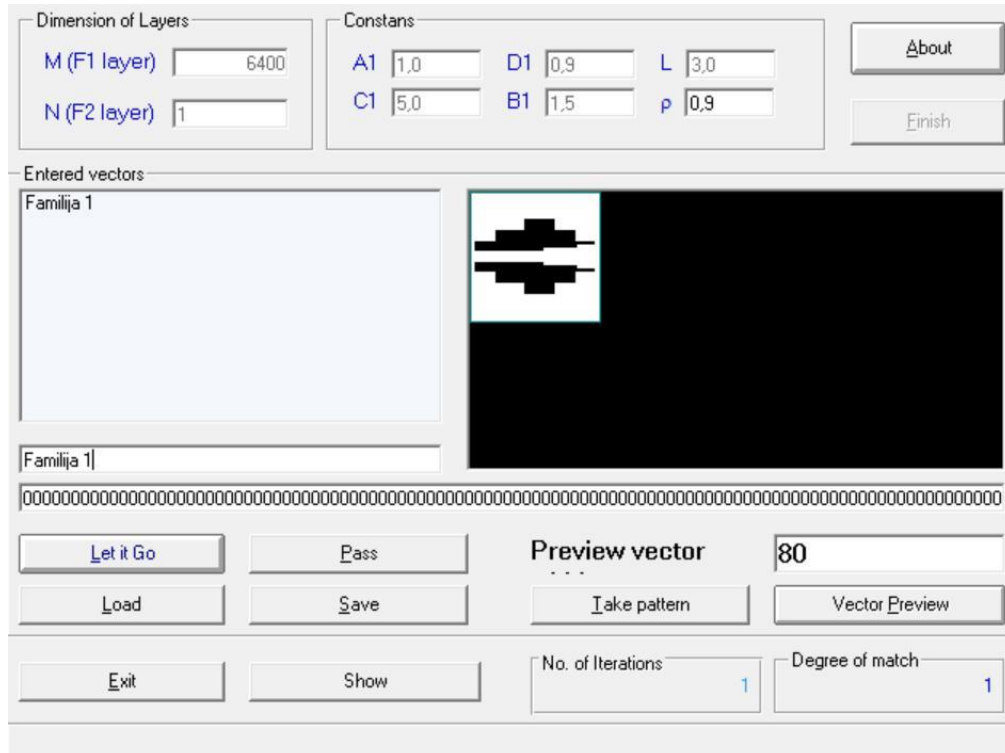 Dimension of Layers
M (F1 layer) 6400
N (F2 layer) 1
Constans
A1 1,0 D1 0,9 L 3,0
C1 5,0 B1 1,5 ρ 0,9
About
Finish
Entered vectors
Familija 1
Familija 1
Let it Go Pass Preview vector 80
Load Save Take pattern Vector Preview
Exit Show No. of Iterations 1 Degree of match 1